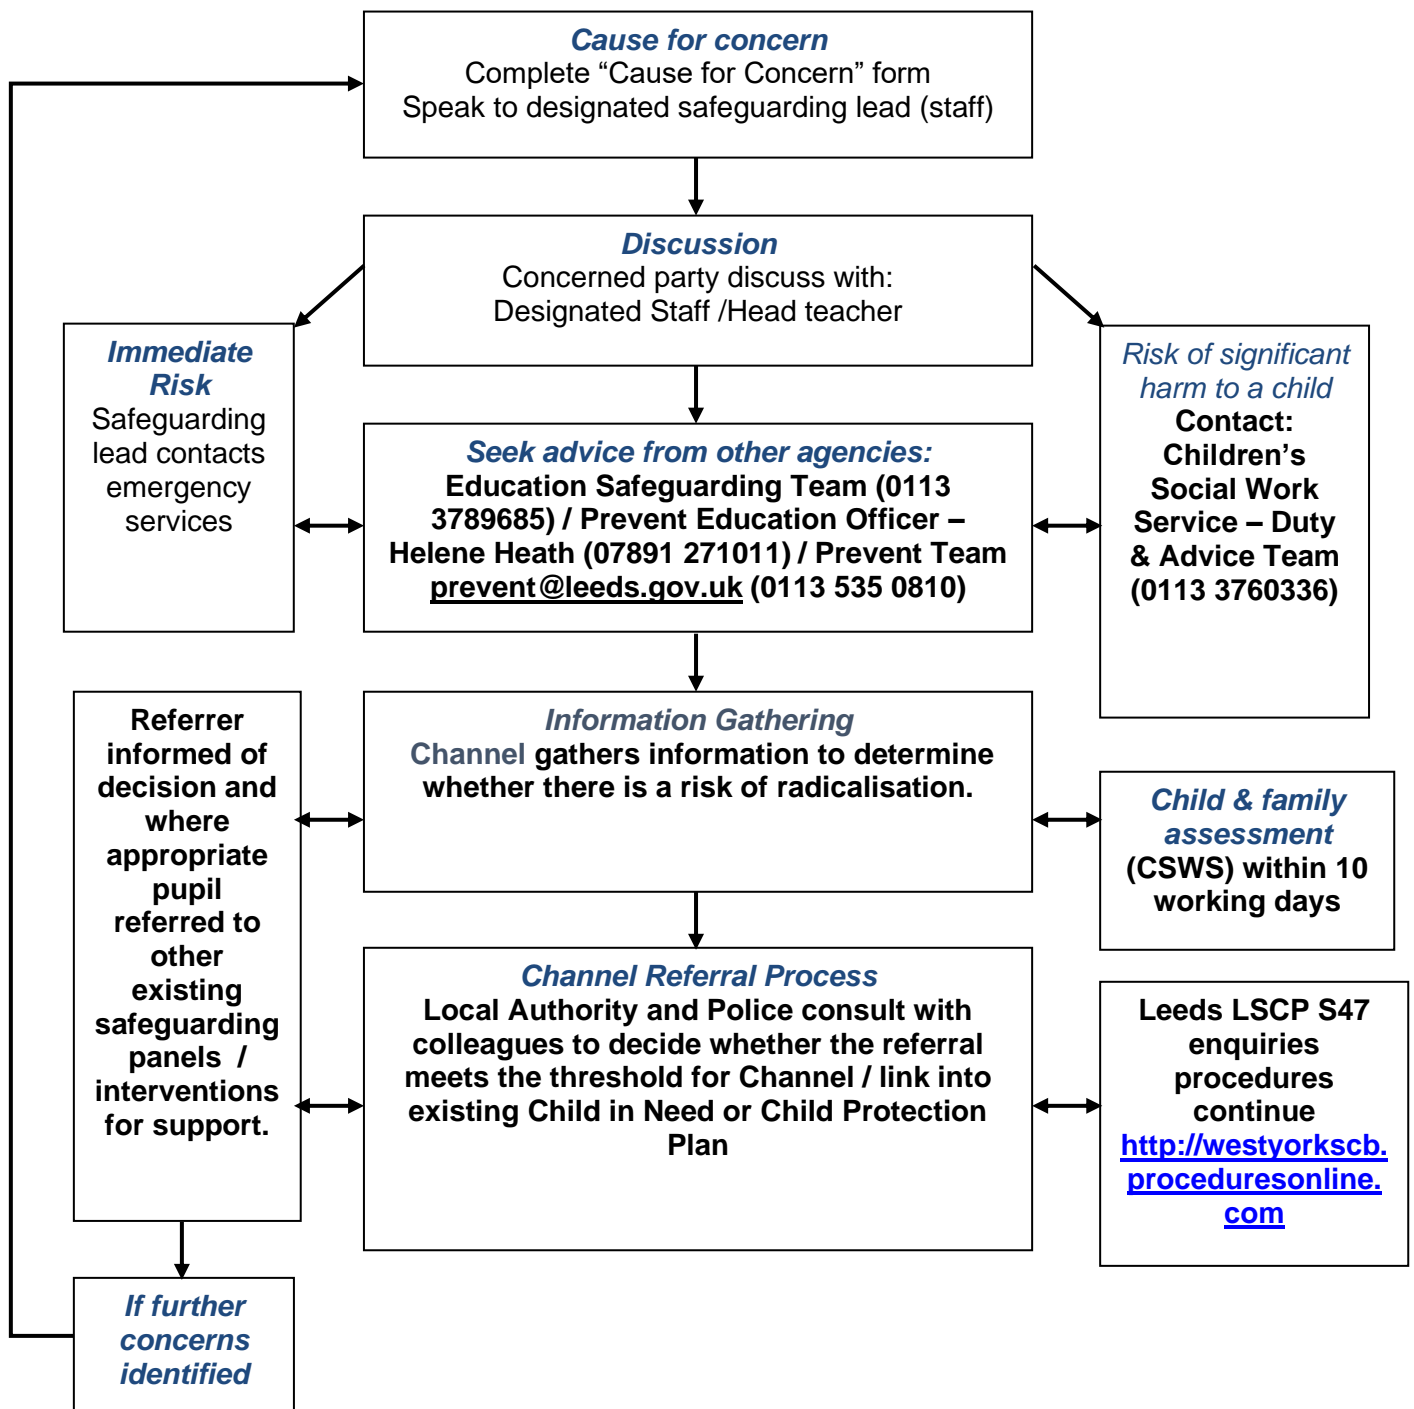 Cause for concern
Complete “Cause for Concern” form
Speak to designated safeguarding lead (staff)
Discussion
Concerned party discuss with:
Designated Staff /Head teacher
Immediate
Risk
Safeguarding
lead contacts
emergency
services
Seek advice from other agencies:
Education Safeguarding Team (0113
3789685) / Prevent Education Officer –
Helene Heath (07891 271011) / Prevent Team
prevent@leeds.gov.uk (0113 535 0810)
Risk of significant
harm to a child
Contact:
Children’s
Social Work
Service – Duty
& Advice Team
(0113 3760336)
Referrer
informed of
decision and
where
appropriate
pupil
referred to
other
existing
safeguarding
panels /
interventions
for support.
Information Gathering
Channel gathers information to determine
whether there is a risk of radicalisation.
Child & family
assessment
(CSWS) within 10
working days
Channel Referral Process
Local Authority and Police consult with
colleagues to decide whether the referral
meets the threshold for Channel / link into
existing Child in Need or Child Protection
Plan
Leeds LSCP S47
enquiries
procedures
continue
http://westyorkscb.
proceduresonline.
com
If further
concerns
identified